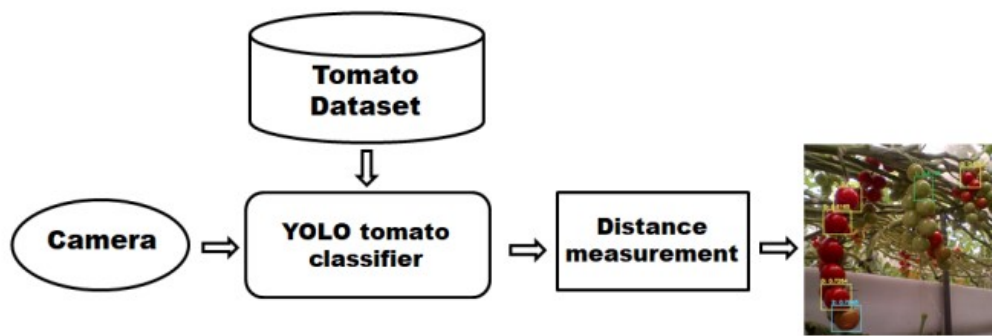 Tomato
Dataset
Camera
YOLO tomato
classifier
Distance
measurement